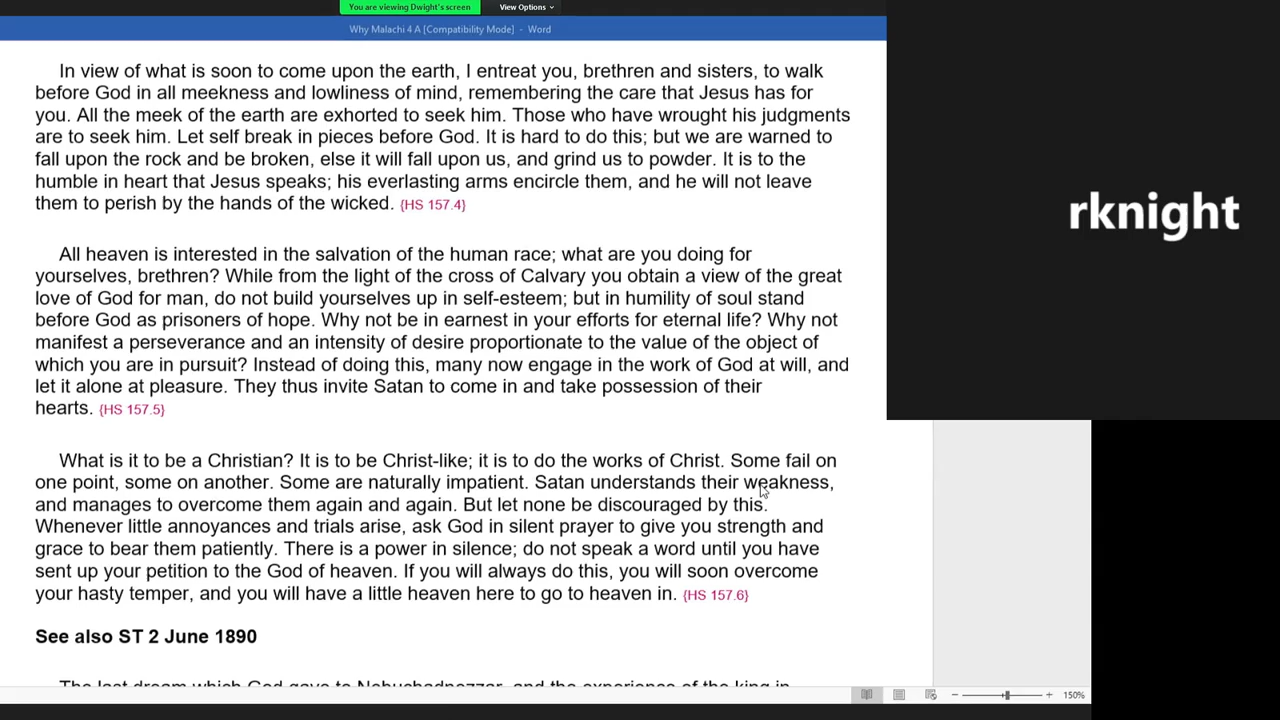 You are viewing Dwight's screen
View Options
Why Malachi 4 A [Compatibility Mode] - Word
In view of what is soon to come upon the earth, I entreat you, brethren and sisters, to walk
before God in all meekness and lowliness of mind, remembering the care that Jesus has for
you. All the meek of the earth are exhorted to seek him. Those who have wrought his judgments
are to seek him. Let self break in pieces before God. It is hard to do this; but we are warned to
fall upon the rock and be broken, else it will fall upon us, and grind us to powder. It is to the
humble in heart that Jesus speaks; his everlasting arms encircle them, and he will not leave
them to perish by the hands of the wicked. {HS 157.4}
All heaven is interested in the salvation of the human race; what are you doing for
yourselves, brethren? While from the light of the cross of Calvary you obtain a view of the great
love of God for man, do not build yourselves up in self-esteem; but in humility of soul stand
before God as prisoners of hope. Why not be in earnest in your efforts for eternal life? Why not
manifest a perseverance and an intensity of desire proportionate to the value of the object of
which you are in pursuit? Instead of doing this, many now engage in the work of God at will, and
let it alone at pleasure. They thus invite Satan to come in and take possession of their
hearts. {HS 157.5}
What is it to be a Christian? It is to be Christ-like; it is to do the works of Christ. Some fail on
one point, some on another. Some are naturally impatient. Satan understands their weakness,
and manages to overcome them again and again. But let none be discouraged by this.
Whenever little annoyances and trials arise, ask God in silent prayer to give you strength and
grace to bear them patiently. There is a power in silence; do not speak a word until you have
sent up your petition to the God of heaven. If you will always do this, you will soon overcome
your hasty temper, and you will have a little heaven here to go to heaven in. {HS 157.6}
See also ST 2 June 1890
The last dream which God gave to Nebuchadnezzar, and the experience of the king in
150%
rknight